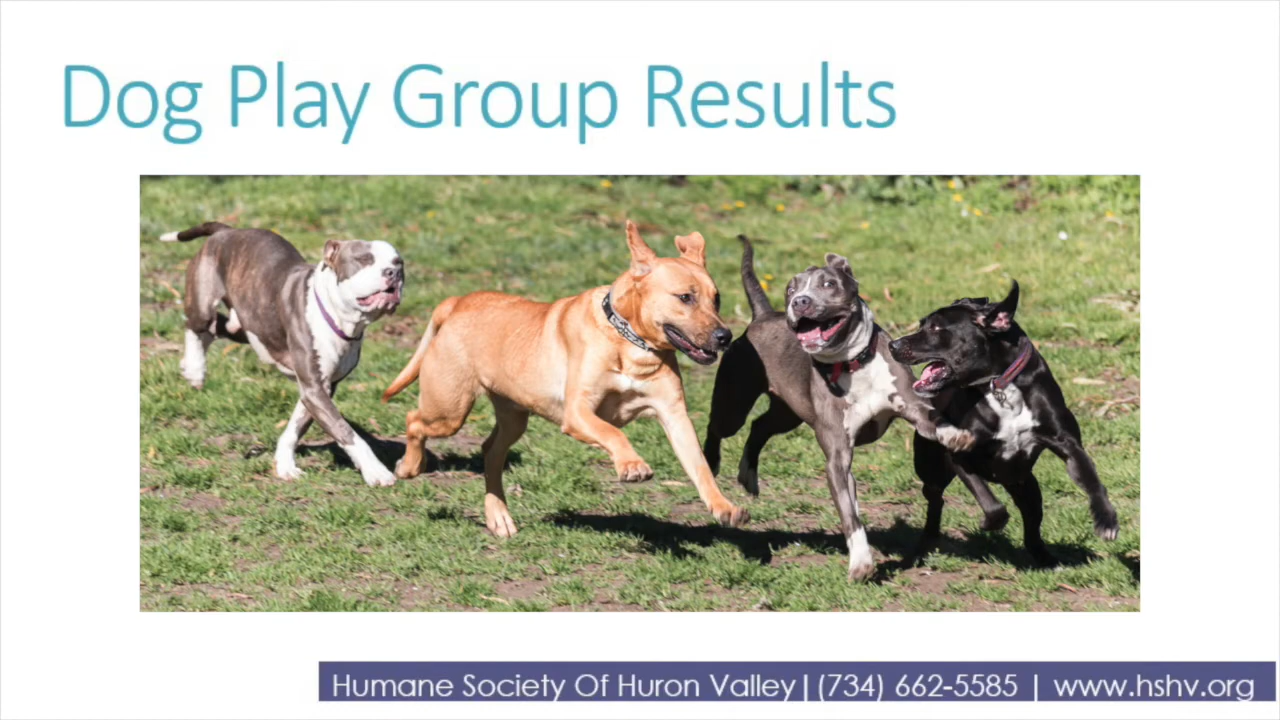 Dog Play Group Results
Humane Society Of Huron Valley | (734) 662-5585 | www.hshv.org